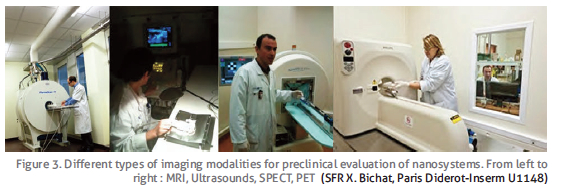 Figure 3. Different types of imaging modalities for preclinical evaluation of nanosystems. From left to
right : MRI, Ultrasounds, SPECT, PET (SFR X. Bichat, Paris Diderot-Inserm U1148)